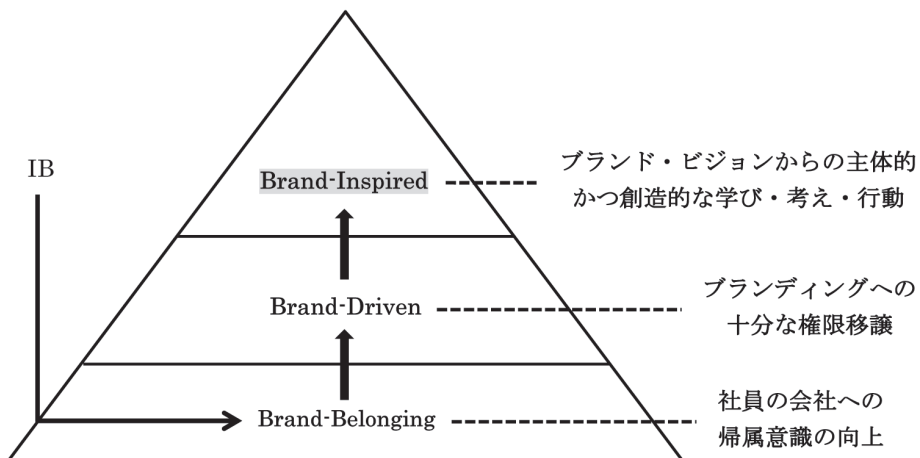 IB
Brand-Inspired
ブランド・ビジョンからの主体的
かつ創造的な学び・考え・行動
Brand-Driven
ブランディングへの
十分な権限移譲
Brand-Belonging
社員の会社への
帰属意識の向上